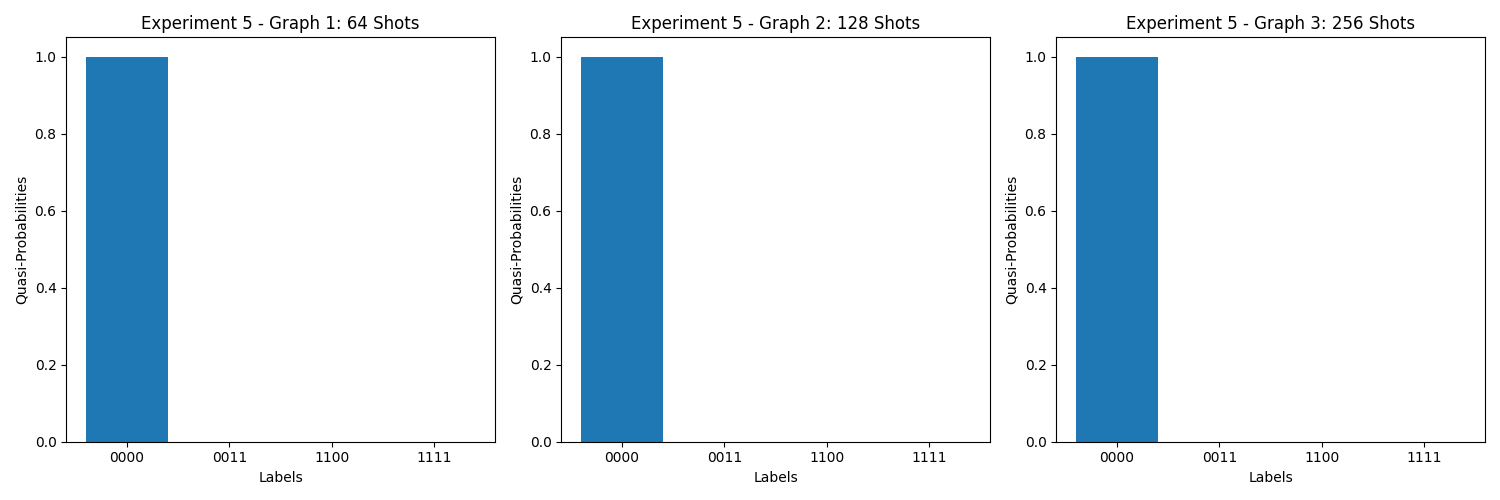 Experiment 5 - Graph 1: 64 Shots
1.0
0.8
0.6
0.4
0.2
0.0
Quasi-Probabilities
0000 0011 1100 1111
Labels
Experiment 5 - Graph 2: 128 Shots
1.0
0.8
0.6
0.4
0.2
0.0
Quasi-Probabilities
0000 0011 1100 1111
Labels
Experiment 5 - Graph 3: 256 Shots
1.0
0.8
0.6
0.4
0.2
0.0
Quasi-Probabilities
0000 0011 1100 1111
Labels